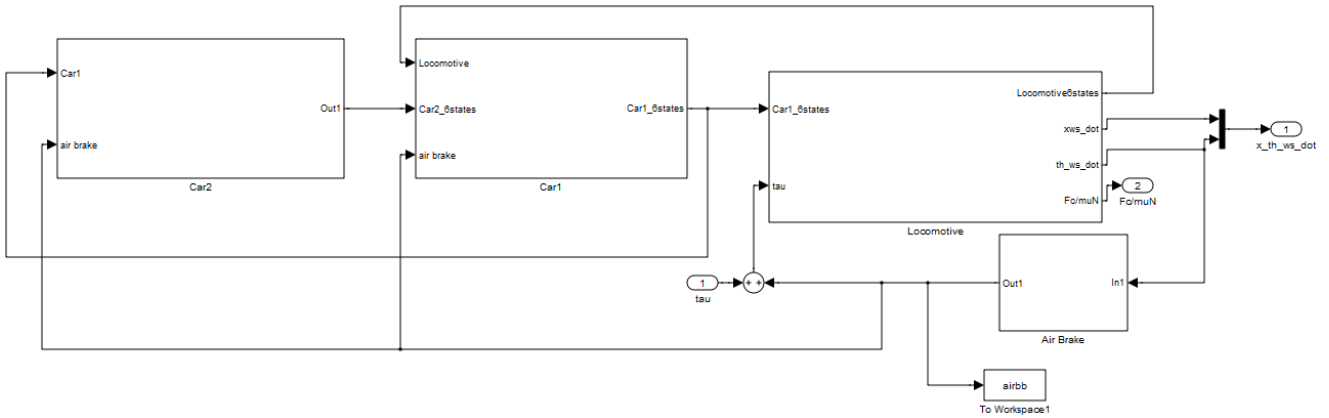 Car1
air brake
Out1
Car2
Locomotive
Car2_6states
air brake
Car1_6states
Car1
Car1_6states
tau
Locomotive6states
xws_dot
th_ws_dot
Fc/muN
Locomotive
1
x_th_ws_dot
2
Fc/muN
1
tau
+ +
Out1
In1
Air Brake
airbb
To Workspace1